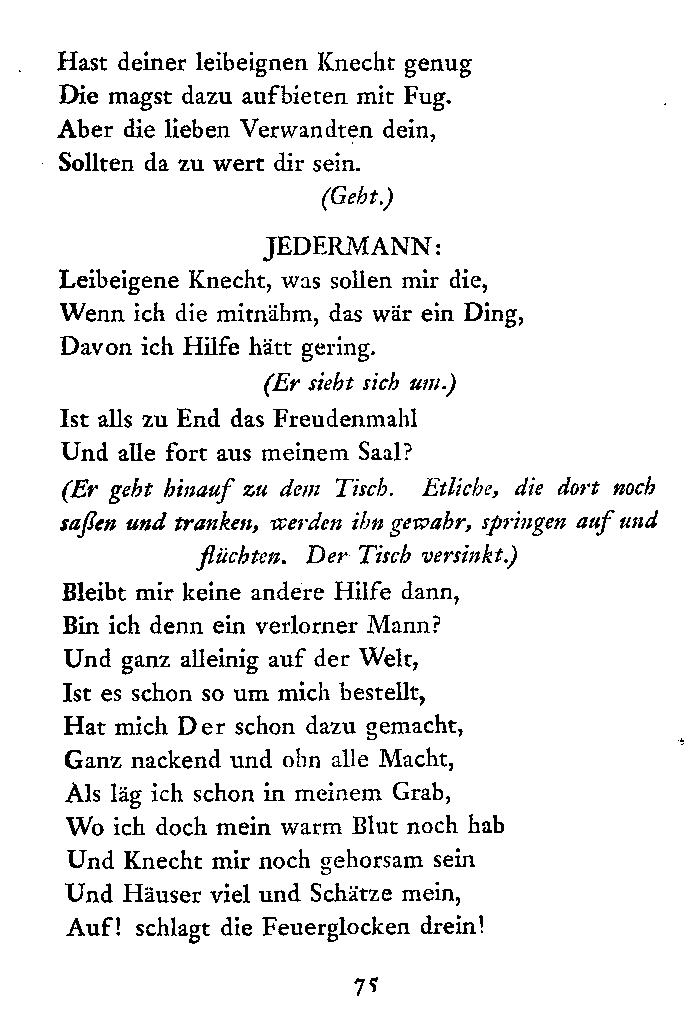 Hast deiner leibeignen Knecht genug
Die magst dazu aufbieten mit Fug.
Aber die lieben Verwandten dein,
Sollten da zu wert dir sein.
(Geht.)
JEDERMANN:
Leibeigene Knecht, was sollen mir die,
Wenn ich die mitnähm, das wär ein Ding,
Davon ich Hilfe hätt gering.
(Er sieht sich um.)
Ist alls zu End das Freudenmahl
Und alle fort aus meinem Saal?
(Er geht hinauf zu dem Tisch. Etliche, die dort noch
saßen und tranken, werden ihn gewahr, springen auf und
flüchten. Der Tisch versinkt.)
Bleibt mir keine andere Hilfe dann,
Bin ich denn ein verlorner Mann?
Und ganz alleinig auf der Welt,
Ist es schon so um mich bestellt,
Hat mich Der schon dazu gemacht,
Ganz nackend und ohn alle Macht,
Als läg ich schon in meinem Grab,
Wo ich doch mein warm Blut noch hab
Und Knecht mir noch gehorsam sein
Und Häuser viel und Schätze mein,
Auf! schlagt die Feuerglocken drein!
75